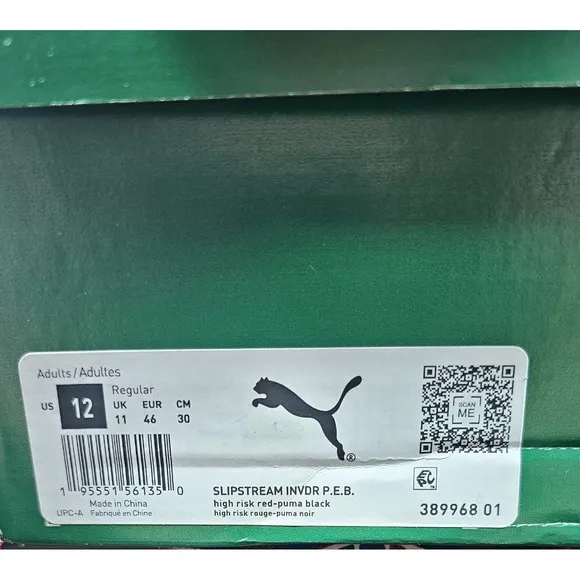 Adults/Adultes
Regular
US 12 UK EUR CM
11 46 30
1 95551 56135 0
Made in China
UPC-A Fabriqué en Chine
®
SLIPSTREAM INVDR P.E.B.
high risk red-puma black
high risk rouge-puma noir
SCAN
ME
389968 01